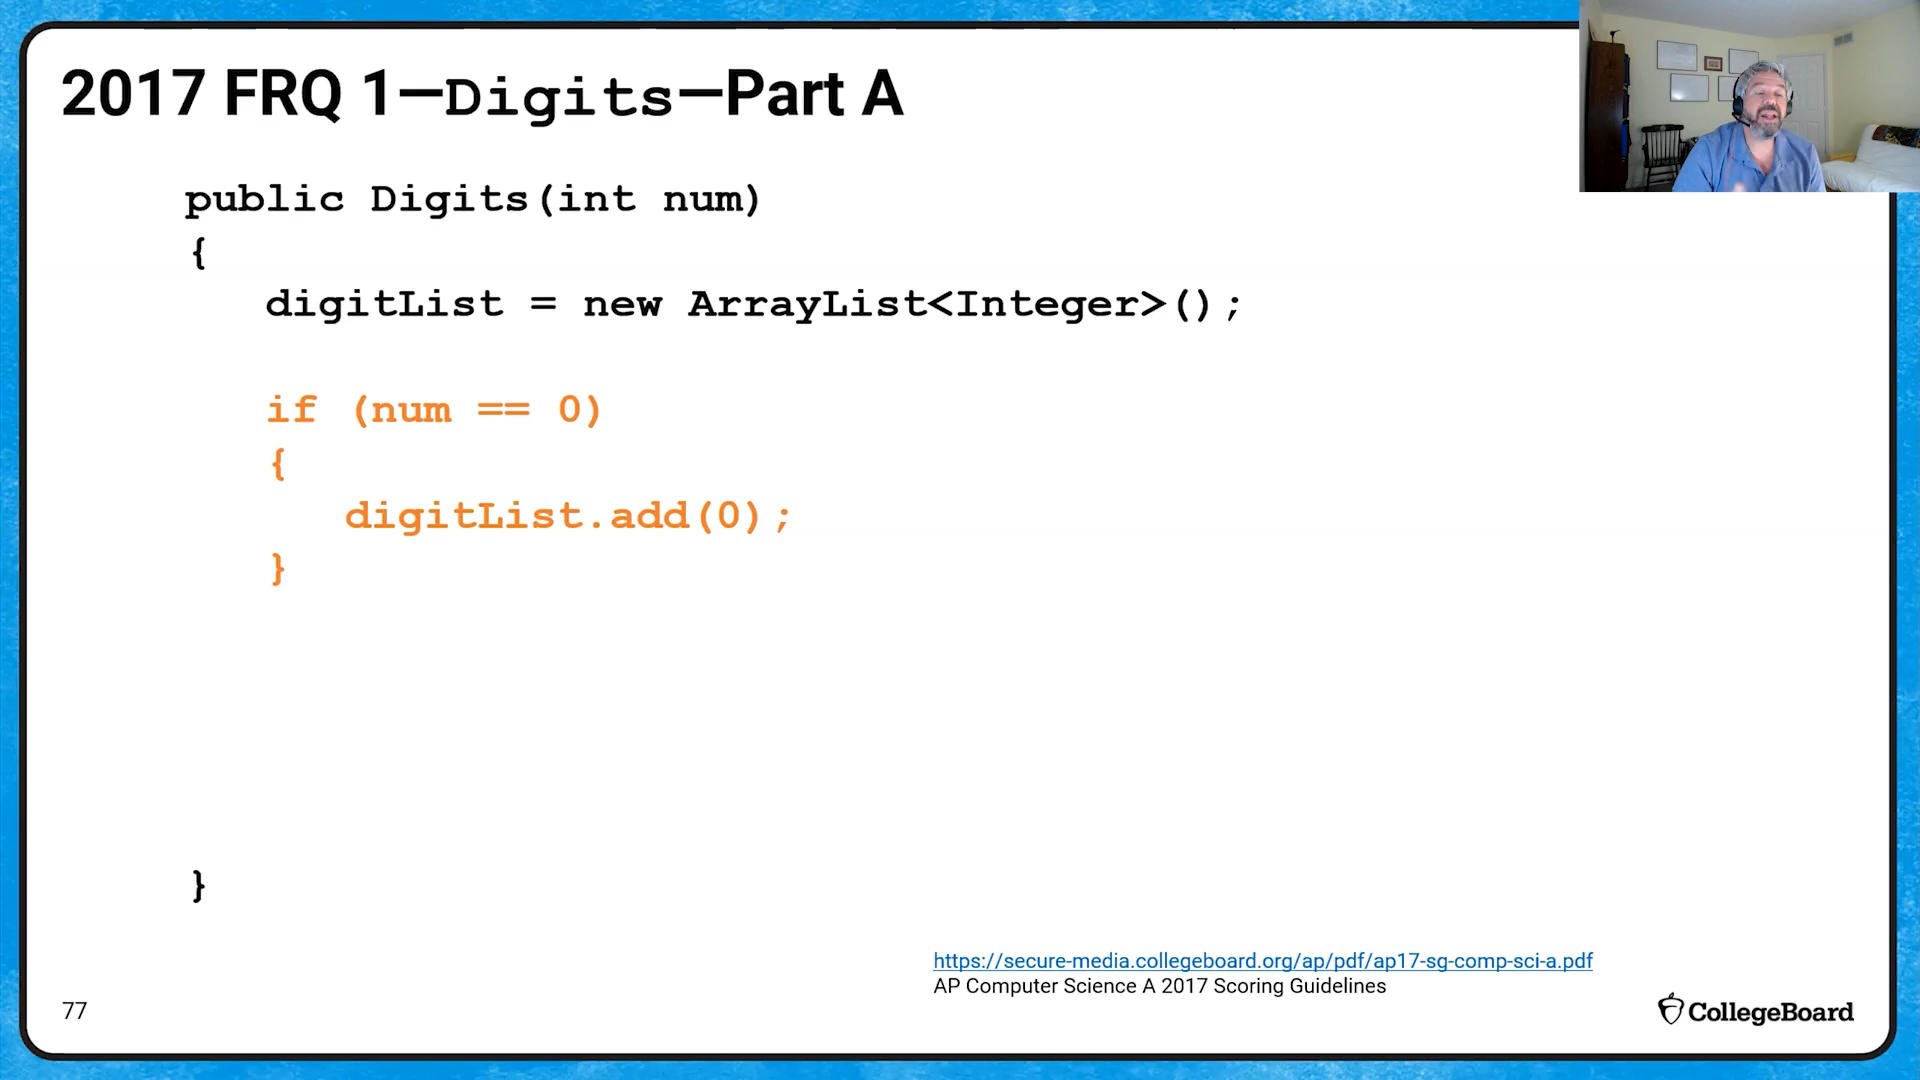 2017 FRQ 1—Digits—Part A
public Digits(int num)
{
digitList = new ArrayList<Integer>();
if (num == 0)
{
digitList.add(0);
}
}
https://secure-media.collegeboard.org/ap/pdf/ap17-sg-comp-sci-a.pdf
AP Computer Science A 2017 Scoring Guidelines
77
CollegeBoard